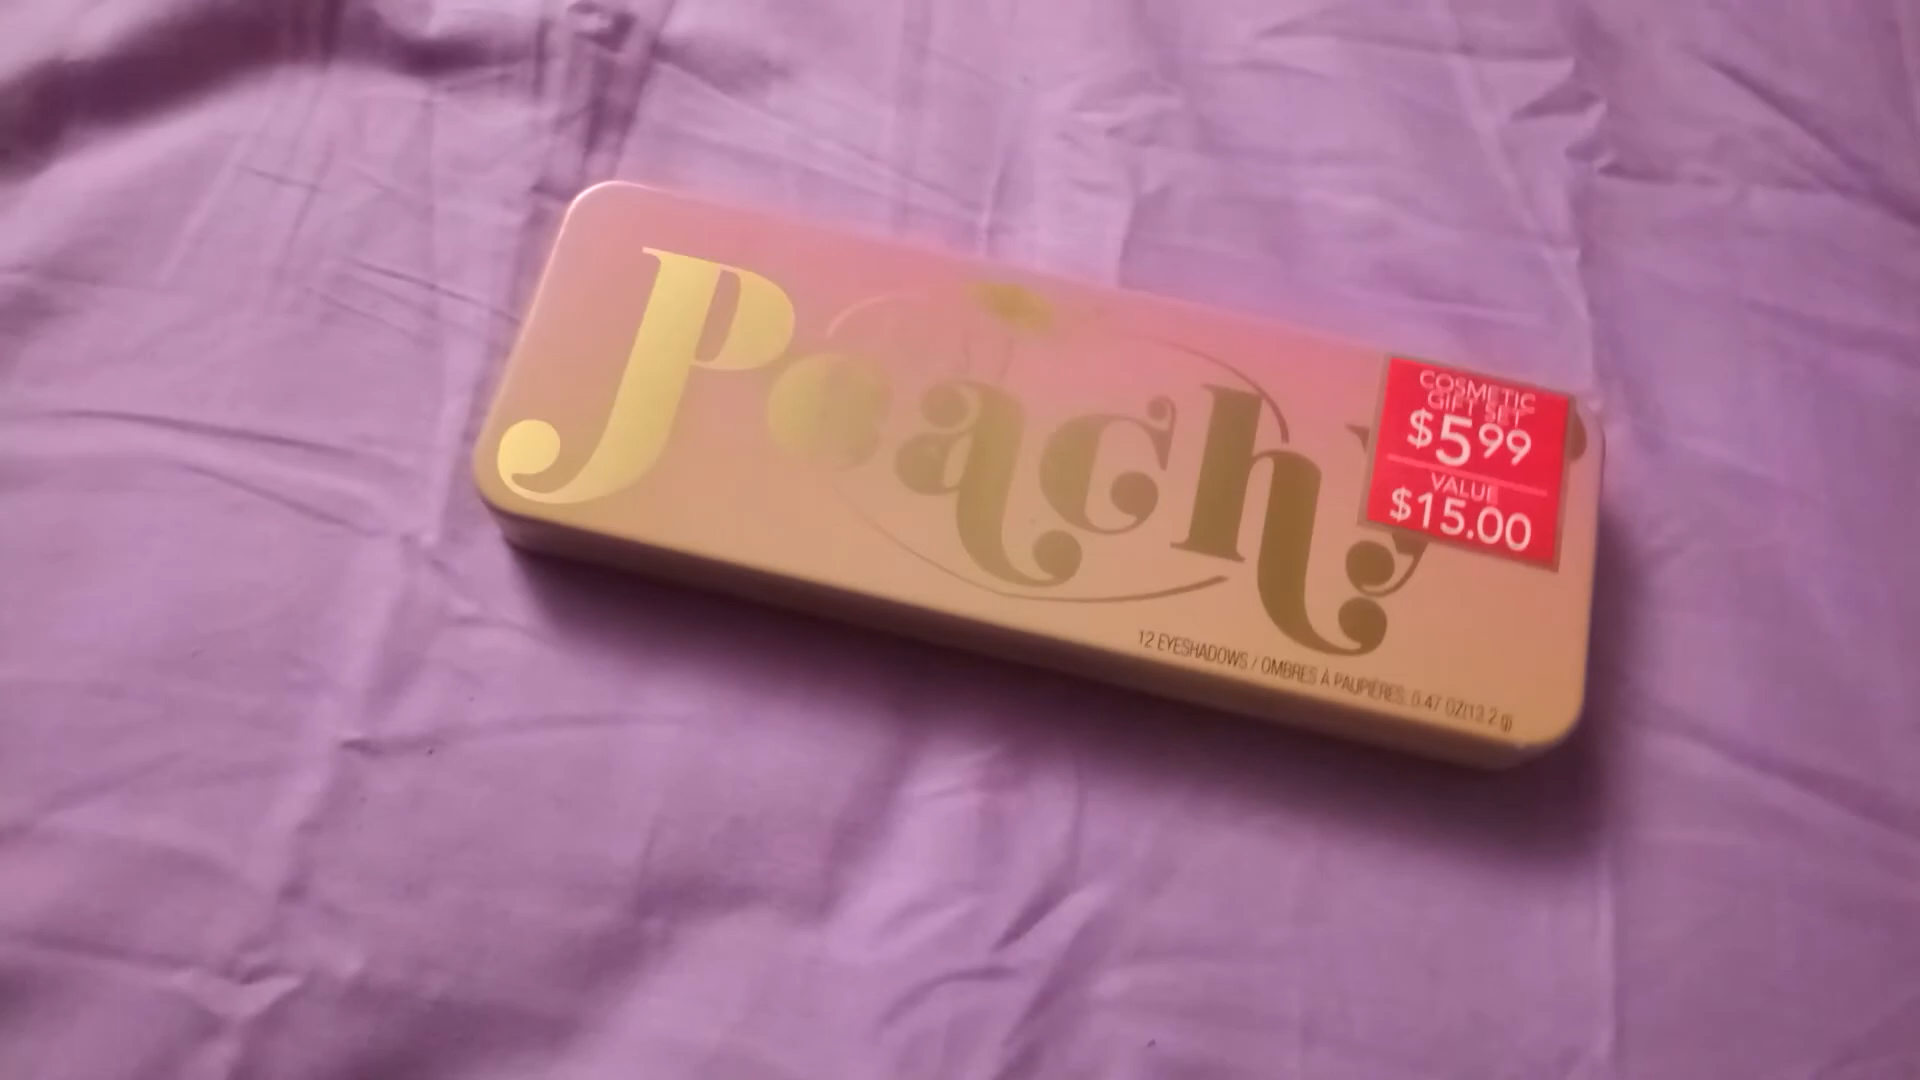 Peachy
COSMETIC
GIFT SET
$5.99
VALUE
$15.00
12 EYESHADOWS / OMBRES À PAUPIÈRES, 0.47 OZ(13.2 g)